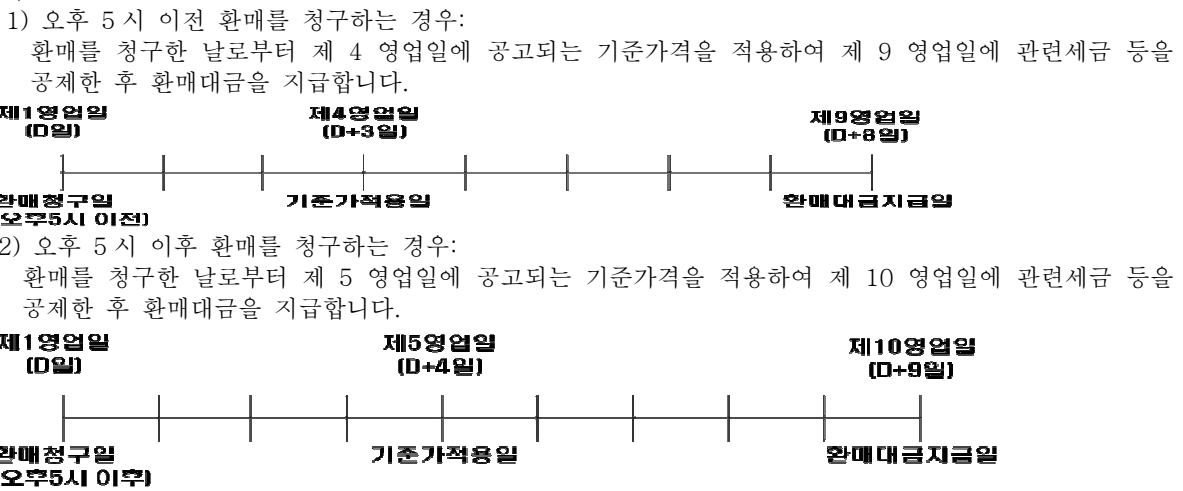 1) 오후 5시 이전 환매를 청구하는 경우:
환매를 청구한 날로부터 제 4 영업일에 공고되는 기준가격을 적용하여 제 9 영업일에 관련세금 등을
공제한 후 환매대금을 지급합니다.
제1영업일 제4영업일 제9영업일
(D일) (D+3일) (D+8일)
환매청구일 기준가적용일 환매대금지급일
(오후5시 이전)
2) 오후 5시 이후 환매를 청구하는 경우:
환매를 청구한 날로부터 제 5 영업일에 공고되는 기준가격을 적용하여 제 10 영업일에 관련세금 등을
공제한 후 환매대금을 지급합니다.
제1영업일 제5영업일 제10영업일
(D일) (D+4일) (D+9일)
환매청구일 기준가적용일 환매대금지급일
(오후5시 이후)